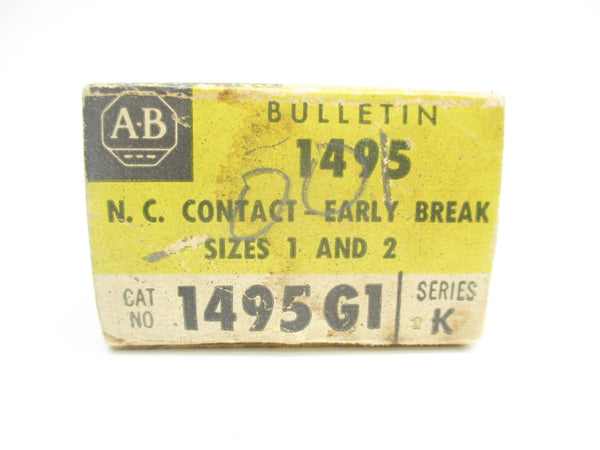 A-B
BULLETIN
1495
N. C. CONTACT - EARLY BREAK
SIZES 1 AND 2
CAT NO 1495 G1 SERIES K